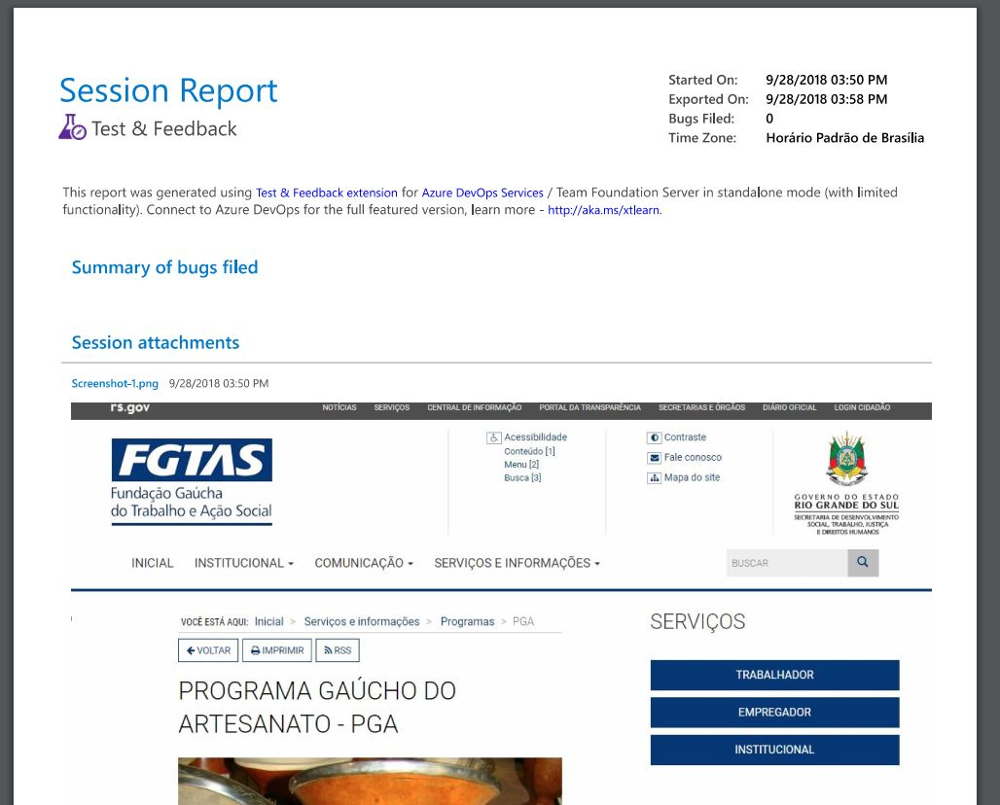 Session Report
Test & Feedback
Started On: 9/28/2018 03:50 PM
Exported On: 9/28/2018 03:58 PM
Bugs Filed: 0
Time Zone: Horário Padrão de Brasília
This report was generated using Test & Feedback extension for Azure DevOps Services / Team Foundation Server in standalone mode (with limited
functionality). Connect to Azure DevOps for the full featured version, learn more - http://aka.ms/xtlearn.
Summary of bugs filed
Session attachments
Screenshot-1.png 9/28/2018 03:50 PM
rs.gov NOTÍCIAS SERVIÇOS CENTRAL DE INFORMAÇÃO PORTAL DA TRANSPARÊNCIA SECRETARIAS E ÓRGÃOS DIÁRIO OFICIAL LOGIN CIDADÃO
FGTAS
Fundação Gaúcha
do Trabalho e Ação Social
Acessibilidade
Conteúdo [1]
Menu [2]
Busca [3]
Contraste
Fale conosco
Mapa do site
GOVERNO DO ESTADO
RIO GRANDE DO SUL
SECRETARIA DE DESENVOLVIMENTO
SOCIAL, TRABALHO, JUSTIÇA
E DIREITOS HUMANOS
INICIAL INSTITUCIONAL COMUNICAÇÃO SERVIÇOS E INFORMAÇÕES BUSCAR
VOCÊ ESTÁ AQUI: Inicial > Serviços e informações > Programas > PGA
VOLTAR IMPRIMIR RSS
PROGRAMA GAÚCHO DO
ARTESANATO - PGA
SERVIÇOS
TRABALHADOR
EMPREGADOR
INSTITUCIONAL